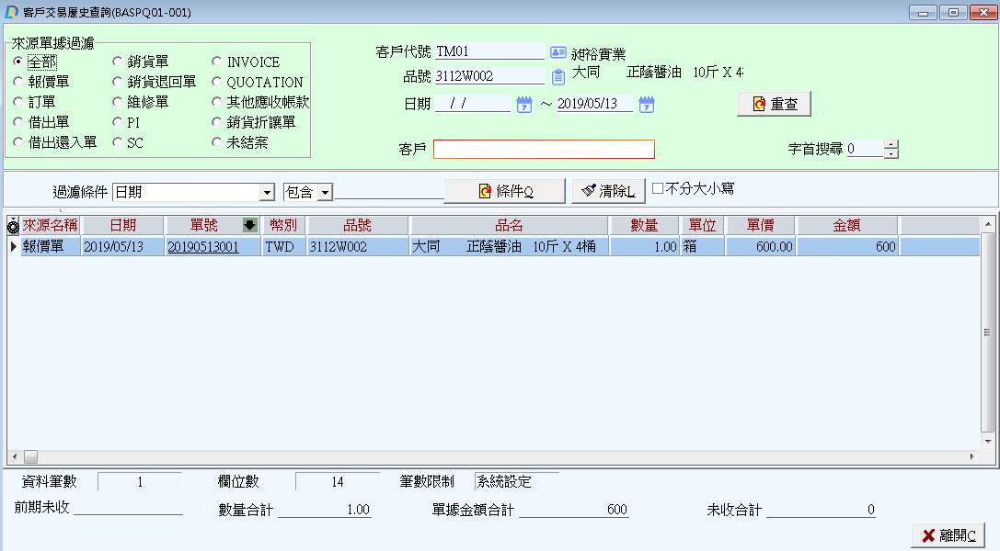 客戶交易歷史查詢(BASPQ01-001)
來源單據過濾
全部 銷貨單 INVOICE
報價單 銷貨退回單 QUOTATION
訂單 維修單 其他應收帳款
借出單 PI 銷貨折讓單
借出還入單 SC 未結案
客戶代號 TM01 昶裕實業
品號 3112W002 大同 正蔭醬油 10斤 X 4
日期 / / ～ 2019/05/13 重查
客戶 字首搜尋 0
過濾條件 日期 包含 條件Q 清除L 不分大小寫
來源名稱 日期 單號 幣別 品號 品名 數量 單位 單價 金額
報價單 2019/05/13 20190513001 TWD 3112W002 大同 正蔭醬油 10斤 X 4桶 1.00 箱 600.00 600
資料筆數 1 欄位數 14 筆數限制 系統設定
前期未收 數量合計 1.00 單據金額合計 600 未收合計 0
離開C